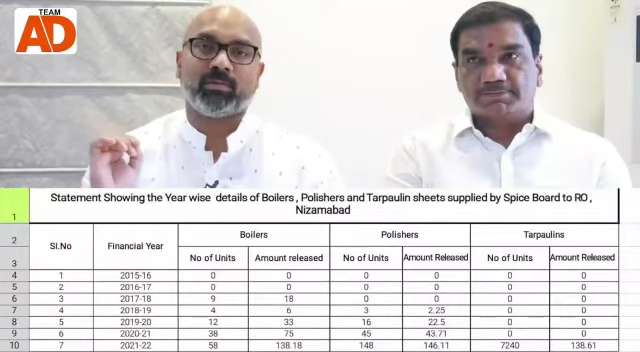 TEAM
AD
1 Statement Showing the Year wise details of Boilers , Polishers and Tarpaulin sheets supplied by Spice Board to RO ,
Nizamabad
2 Sl.No Financial Year Boilers Polishers Tarpaulins
3 No of Units Amount released No of Units Amount Released No of Units Amount Released
4 1 2015-16 0 0 0 0 0 0
5 2 2016-17 0 0 0 0 0 0
6 3 2017-18 9 18 0 0 0 0
7 4 2018-19 4 6 3 2.25 0 0
8 5 2019-20 12 33 16 22.5 0 0
9 6 2020-21 38 75 45 43.71 0 0
10 7 2021-22 58 138.18 148 146.11 7240 138.61